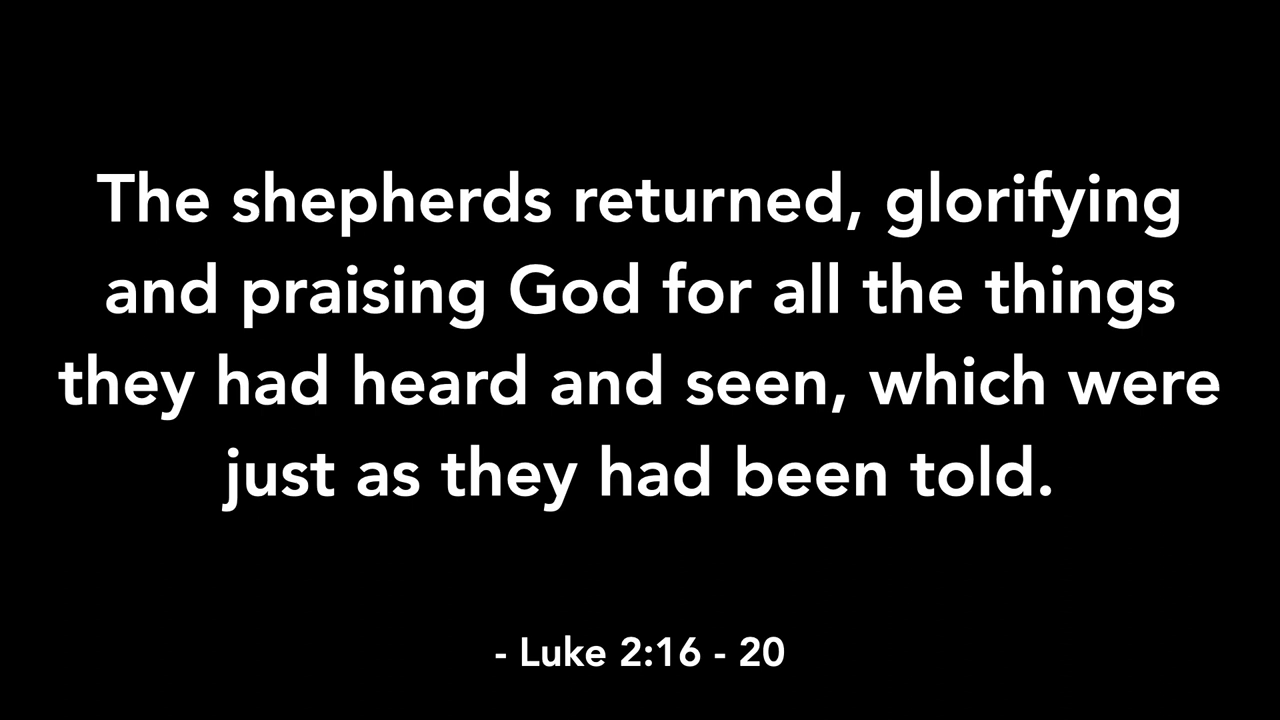 The shepherds returned, glorifying
and praising God for all the things
they had heard and seen, which were
just as they had been told.
- Luke 2:16 - 20